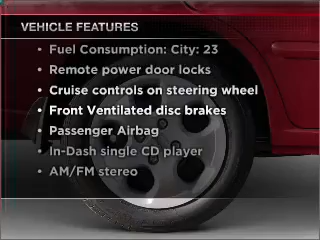 VEHICLE FEATURES
• Fuel Consumption: City: 23
• Remote power door locks
• Cruise controls on steering wheel
• Front Ventilated disc brakes
• Passenger Airbag
• In-Dash single CD player
• AM/FM stereo